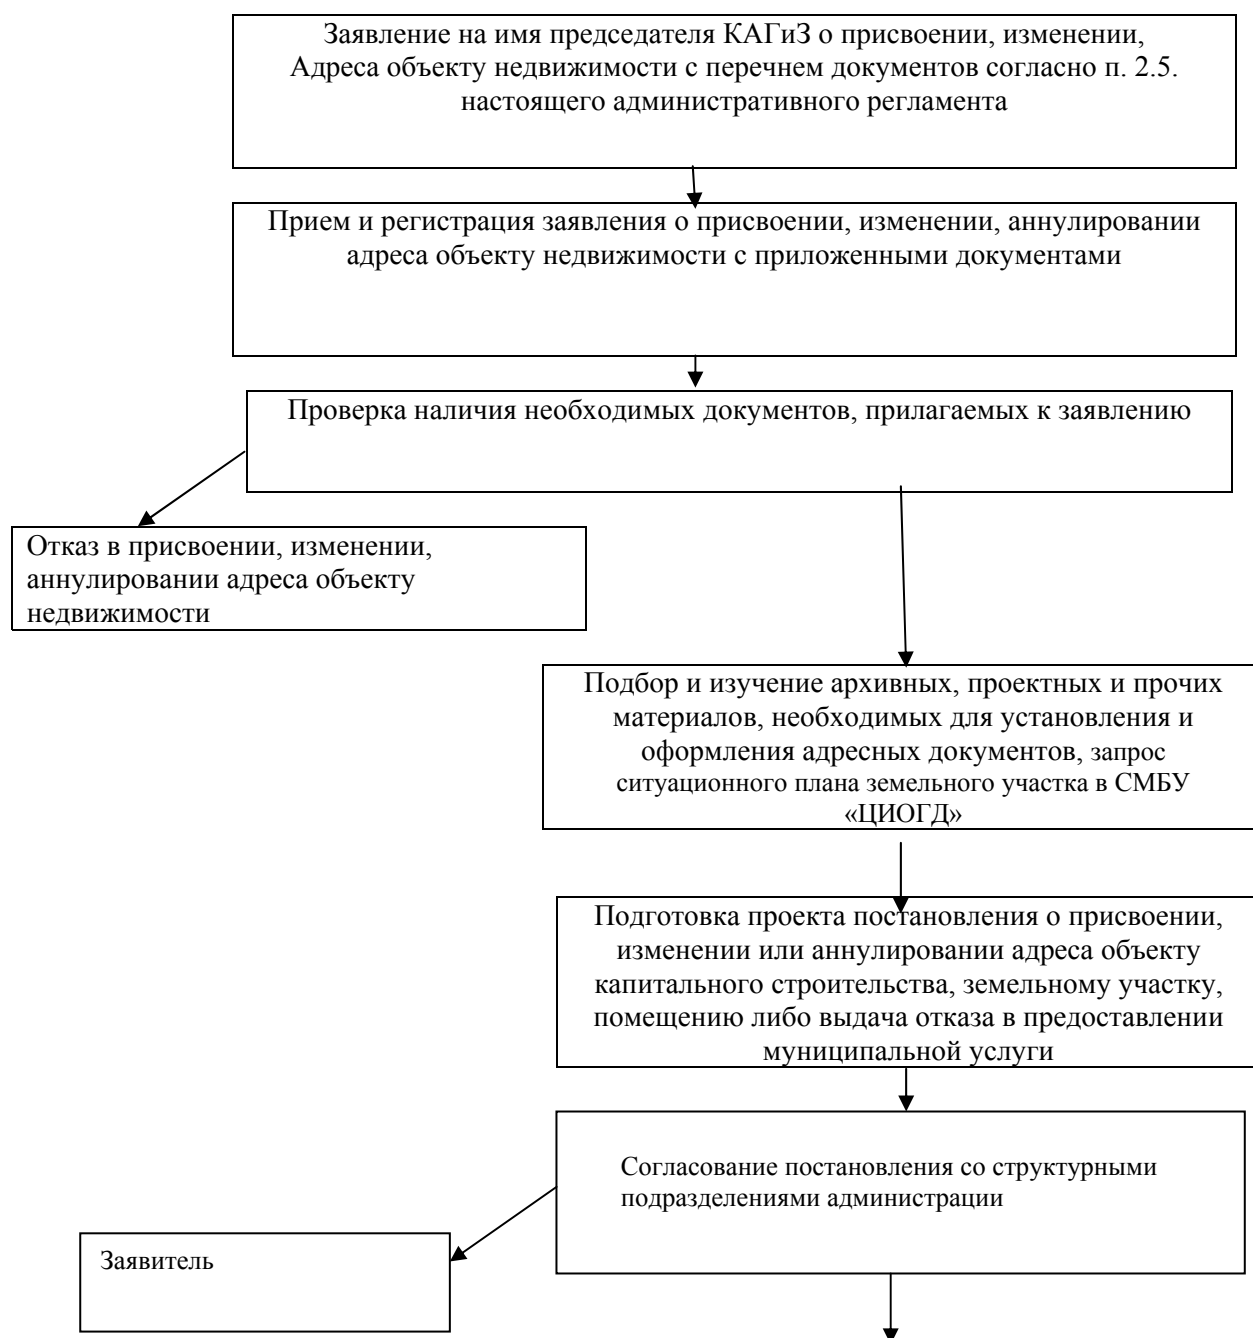 Заявление на имя председателя КАГиЗ о присвоении, изменении,
Адреса объекту недвижимости с перечнем документов согласно п. 2.5.
настоящего административного регламента
Прием и регистрация заявления о присвоении, изменении, аннулировании
адреса объекту недвижимости с приложенными документами
Проверка наличия необходимых документов, прилагаемых к заявлению
Отказ в присвоении, изменении,
аннулировании адреса объекту
недвижимости
Подбор и изучение архивных, проектных и прочих
материалов, необходимых для установления и
оформления адресных документов, запрос
ситуационного плана земельного участка в СМБУ
«ЦИОГД»
Подготовка проекта постановления о присвоении,
изменении или аннулировании адреса объекту
капитального строительства, земельному участку,
помещению либо выдача отказа в предоставлении
муниципальной услуги
Согласование постановления со структурными
подразделениями администрации
Заявитель